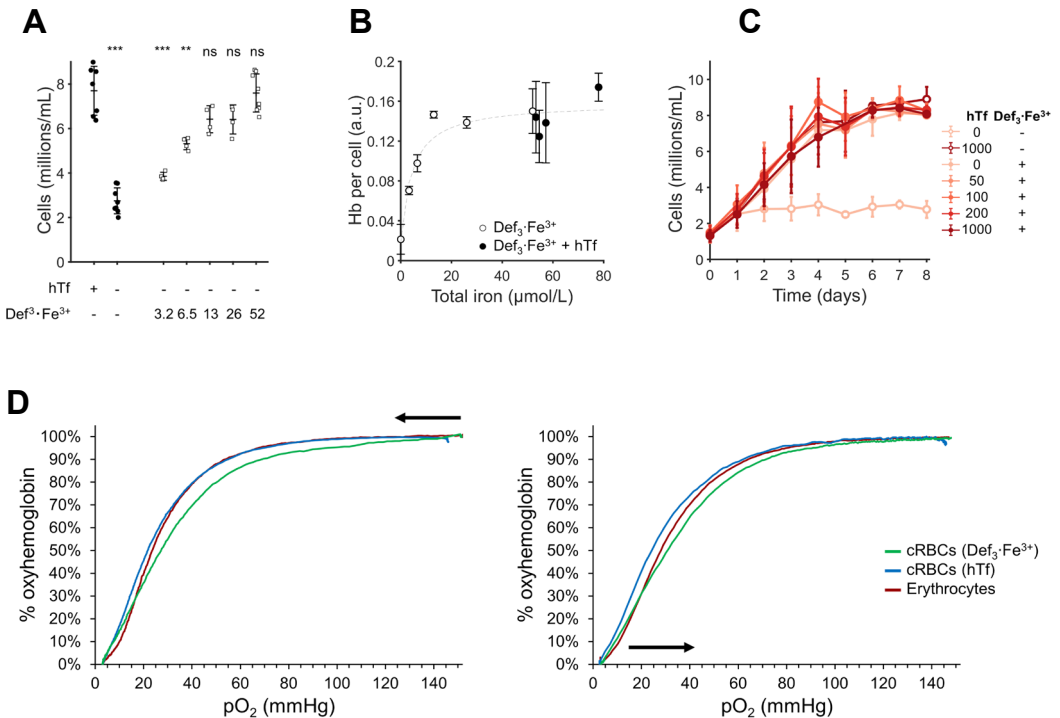 A
*** *** ** ns ns ns
Cells (millions/mL)
8
6
4
2
0
hTf + -
Def³·Fe³⁺ - - 3.2 6.5 13 26 52
B
Hb per cell (a.u.)
0.2
0.16
0.12
0.08
0.04
0
0 20 40 60 80
Total iron (µmol/L)
Def₃·Fe³⁺
Def₃·Fe³⁺ + hTf
C
Cells (millions/mL)
10
8
6
4
2
0
0 1 2 3 4 5 6 7 8
Time (days)
hTf Def₃·Fe³⁺
0 -
1000 -
0 +
50 +
100 +
200 +
1000 +
D
% oxyhemoglobin
100%
90%
80%
70%
60%
50%
40%
30%
20%
10%
0%
0 20 40 60 80 100 120 140
pO₂ (mmHg)
% oxyhemoglobin
100%
90%
80%
70%
60%
50%
40%
30%
20%
10%
0%
0 20 40 60 80 100 120 140
pO₂ (mmHg)
cRBCs (Def₃·Fe³⁺)
cRBCs (hTf)
Erythrocytes